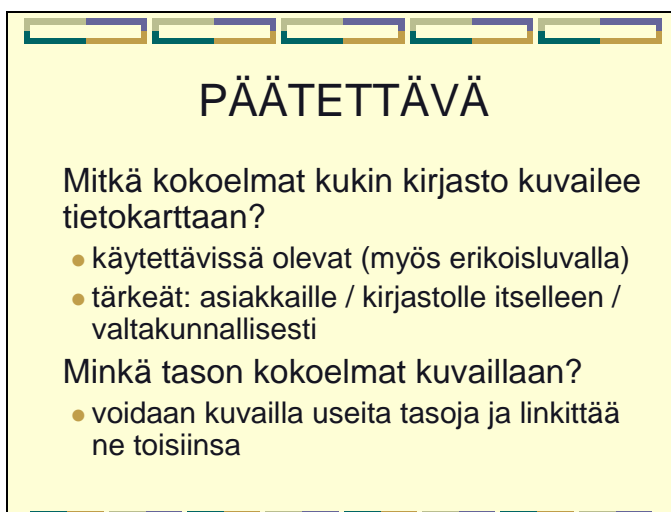 PÄÄTETTÄVÄ
Mitkä kokoelmat kukin kirjasto kuvailee
tietokarttaan?
• käytettävissä olevat (myös erikoisluvalla)
• tärkeät: asiakkaille / kirjastolle itselleen /
valtakunnallisesti
Minkä tason kokoelmat kuvaillaan?
• voidaan kuvailla useita tasoja ja linkittää
ne toisiinsa